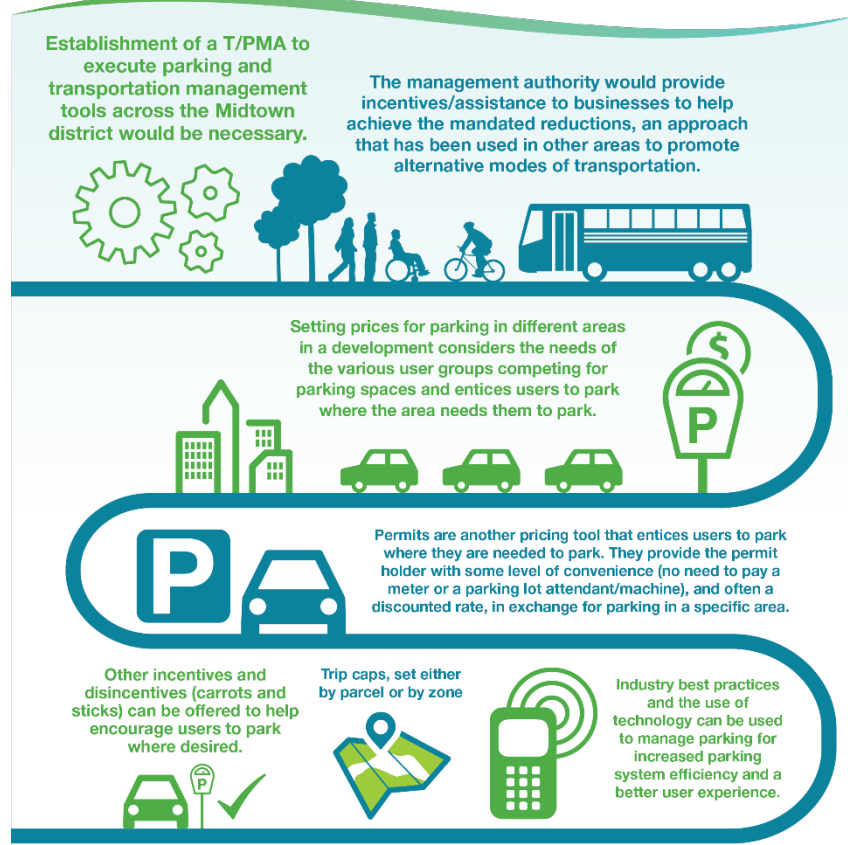 Establishment of a T/PMA to
execute parking and
transportation management
tools across the Midtown
district would be necessary.
The management authority would provide
incentives/assistance to businesses to help
achieve the mandated reductions, an approach
that has been used in other areas to promote
alternative modes of transportation.
Setting prices for parking in different areas
in a development considers the needs of
the various user groups competing for
parking spaces and entices users to park
where the area needs them to park.
$
P
P
Permits are another pricing tool that entices users to park
where they are needed to park. They provide the permit
holder with some level of convenience (no need to pay a
meter or a parking lot attendant/machine), and often a
discounted rate, in exchange for parking in a specific area.
Other incentives and
disincentives (carrots and
sticks) can be offered to help
encourage users to park
where desired.
P
Trip caps, set either
by parcel or by zone
Industry best practices
and the use of
technology can be used
to manage parking for
increased parking
system efficiency and a
better user experience.